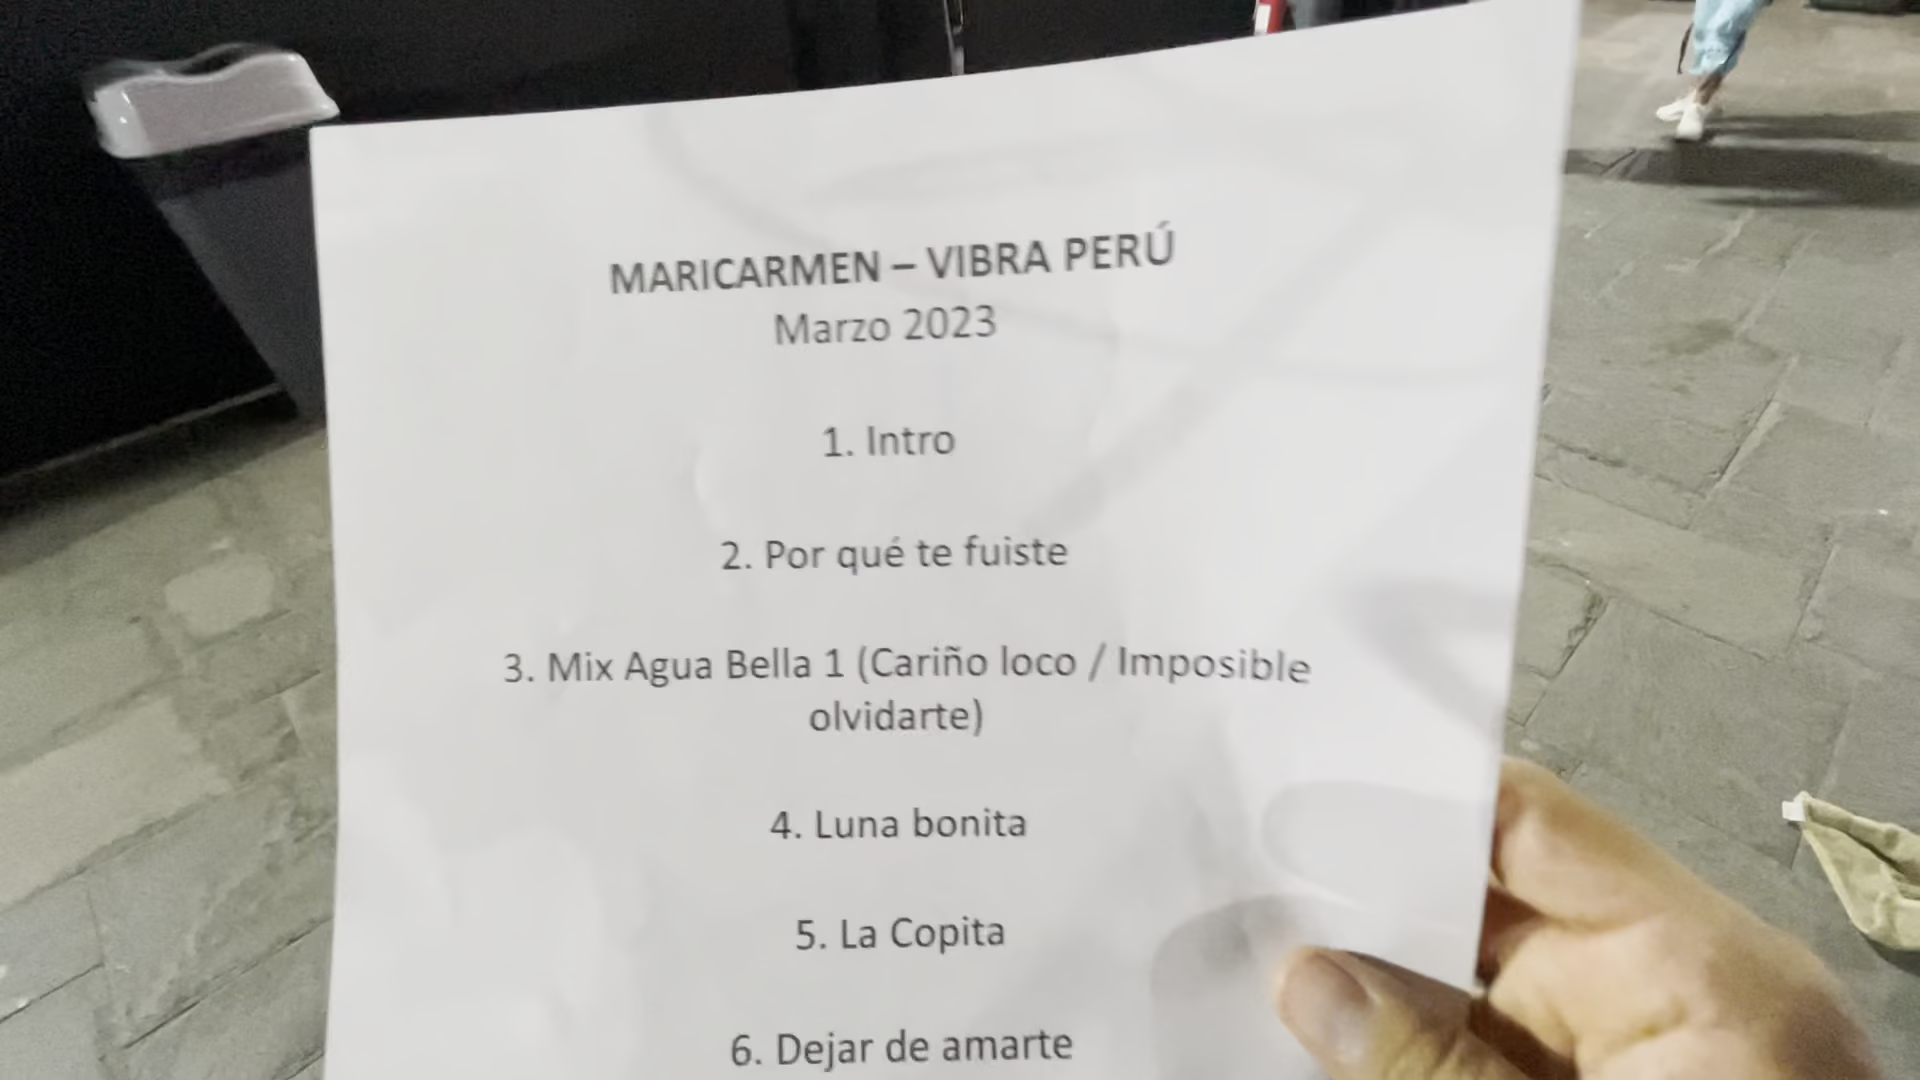 MARICARMEN – VIBRA PERÚ
Marzo 2023
1. Intro
2. Por qué te fuiste
3. Mix Agua Bella 1 (Cariño loco / Imposible
olvidarte)
4. Luna bonita
5. La Copita
6. Dejar de amarte